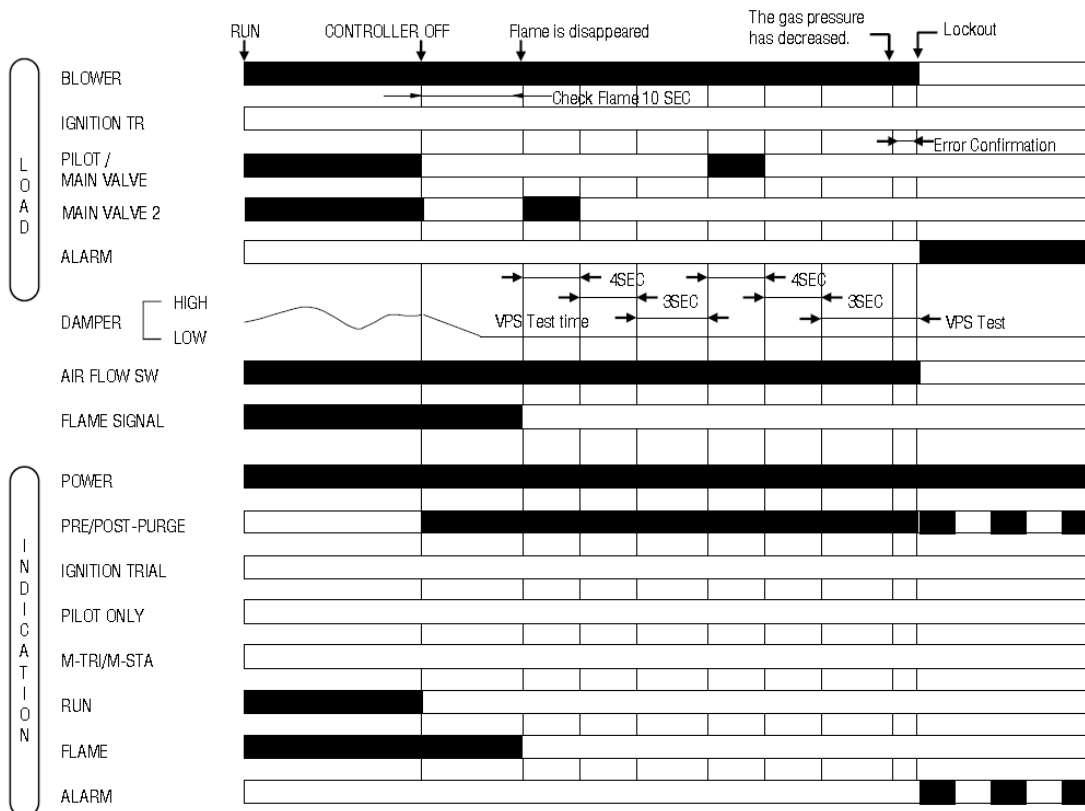 RUN
CONTROLLER OFF
Flame is disappeared
The gas pressure
has decreased.
Lockout
LOAD
BLOWER
Check Flame 10 SEC
IGNITION TR
Error Confirmation
PILOT /
MAIN VALVE
MAIN VALVE 2
ALARM
4SEC
4SEC
3SEC
3SEC
DAMPER
HIGH
LOW
VPS Test time
VPS Test
AIR FLOW SW
FLAME SIGNAL
INDICATION
POWER
PRE/POST-PURGE
IGNITION TRIAL
PILOT ONLY
M-TRI/M-STA
RUN
FLAME
ALARM